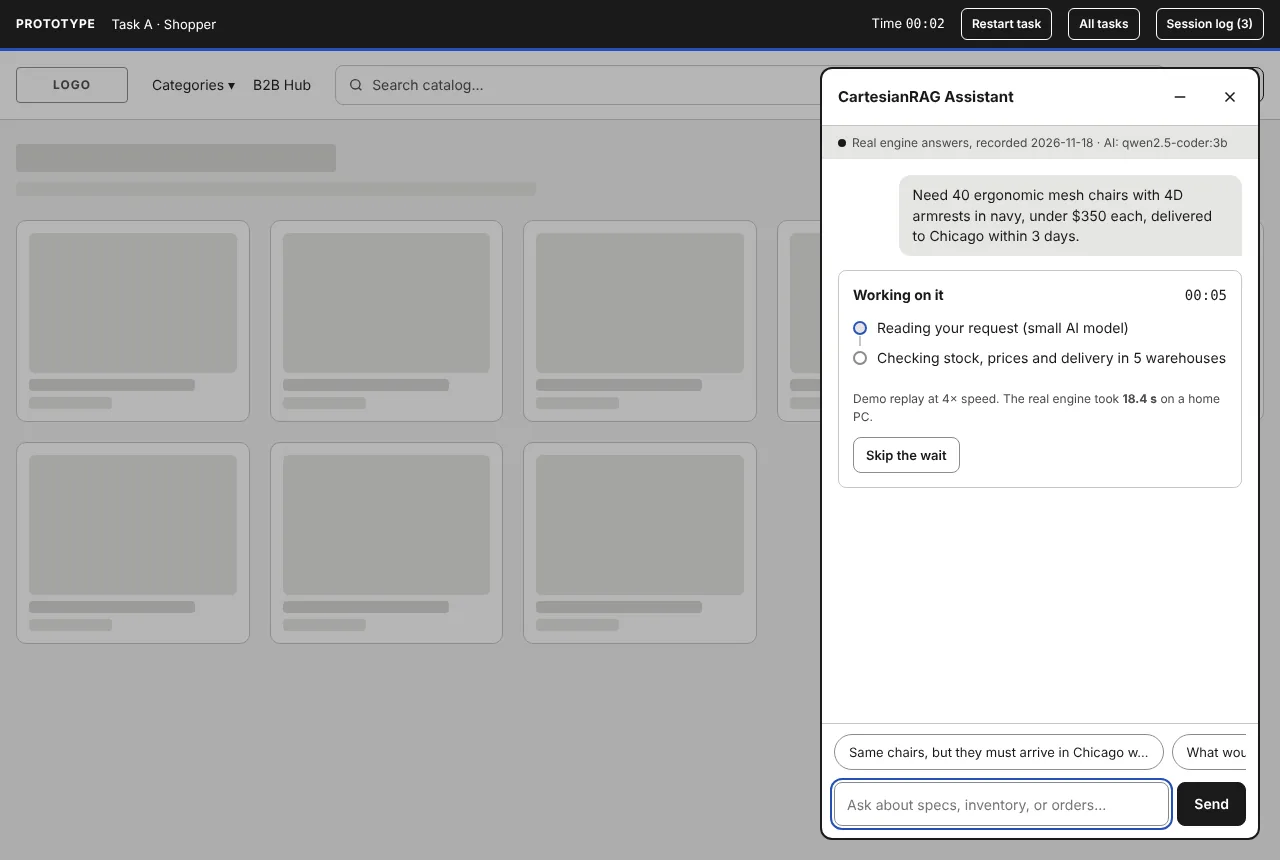 PROTOTYPE Task A · Shopper Time 00:02 Restart task All tasks Session log (3)
LOGO Categories ▾ B2B Hub Search catalog...
CartesianRAG Assistant
Real engine answers, recorded 2026-11-18 · AI: qwen2.5-coder:3b
Need 40 ergonomic mesh chairs with 4D
armrests in navy, under $350 each, delivered
to Chicago within 3 days.
Working on it 00:05
Reading your request (small AI model)
Checking stock, prices and delivery in 5 warehouses
Demo replay at 4× speed. The real engine took 18.4 s on a home
PC.
Skip the wait
Same chairs, but they must arrive in Chicago w... What wou
Ask about specs, inventory, or orders... Send